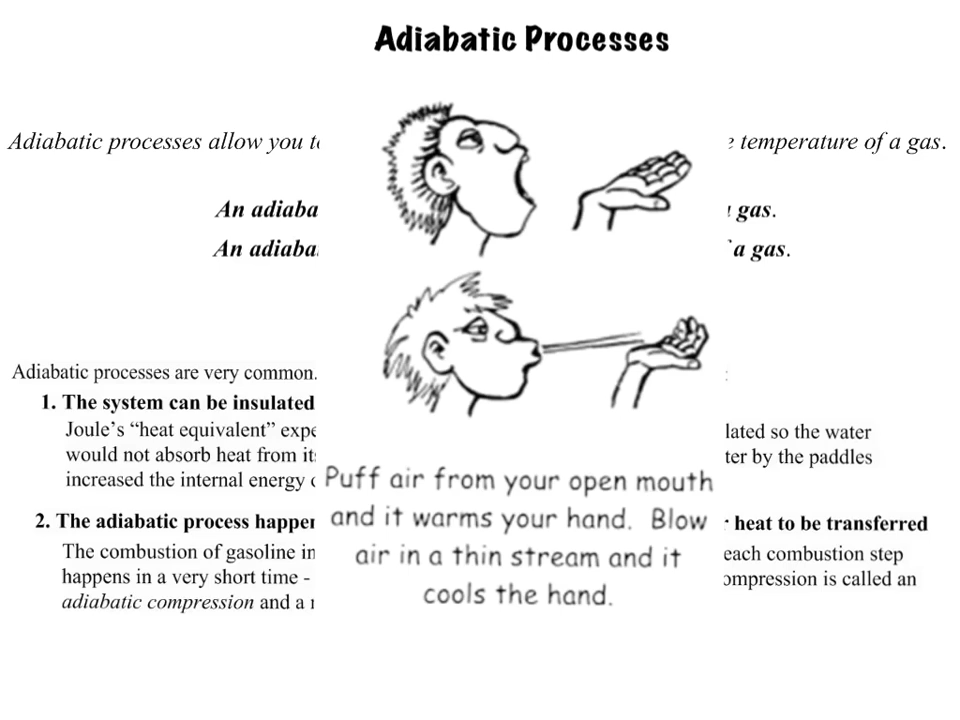 Adiabatic Processes
Adiabatic processes allow you temperature of a gas.
An adiaba gas.
An adiaba a gas.
Adiabatic processes are very common.
1. The system can be insulated
Joule's “heat equivalent” lated so the water
would not absorb heat from ter by the paddles
increased the internal energy
Puff air from your open mouth
and it warms your hand. Blow
air in a thin stream and it
cools the hand.
2. The adiabatic process happe heat to be transferred
The combustion of gasoline in each combustion step
happens in a very short time - ompression is called an
adiabatic compression and a